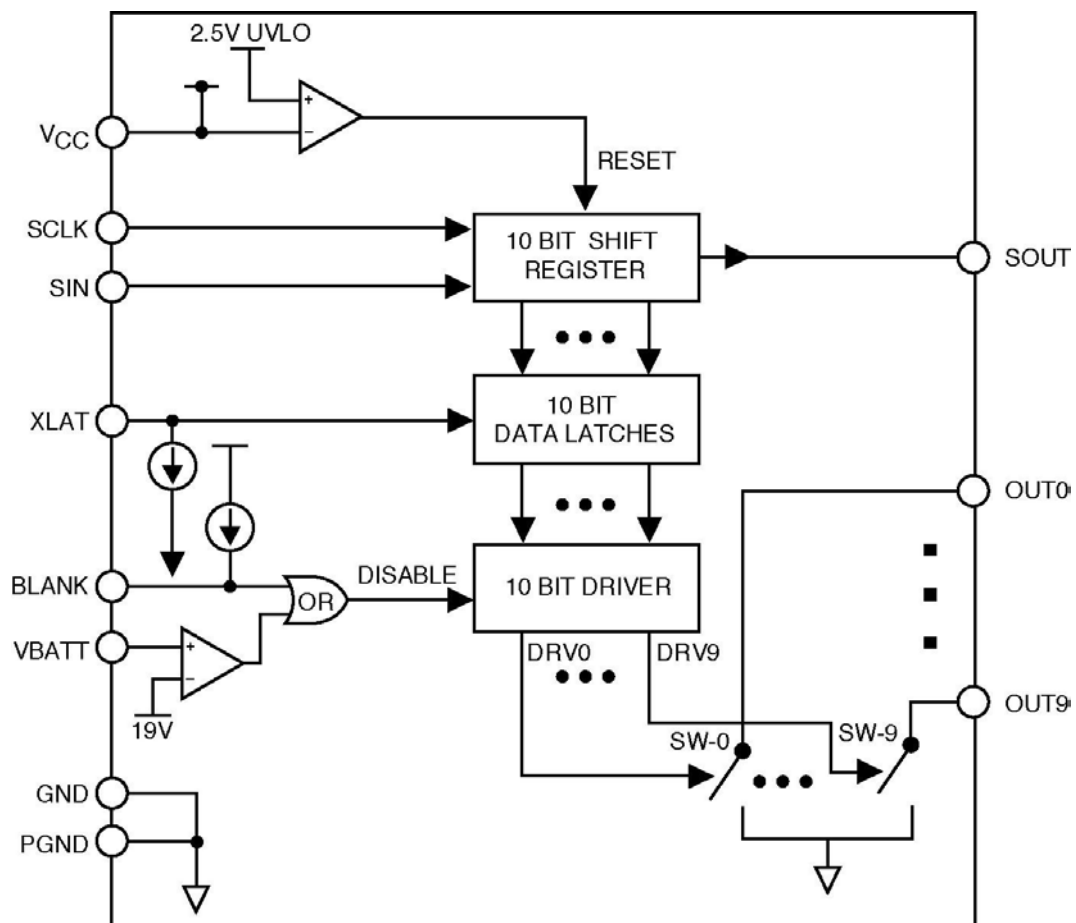 2.5V UVLO
+
−
VCC
RESET
SCLK
10 BIT SHIFT
REGISTER
SOUT
SIN
XLAT
10 BIT
DATA LATCHES
OUT0
BLANK
OR
DISABLE
10 BIT DRIVER
VBATT
+
−
19V
DRV0
DRV9
OUT9
SW-0
SW-9
GND
PGND